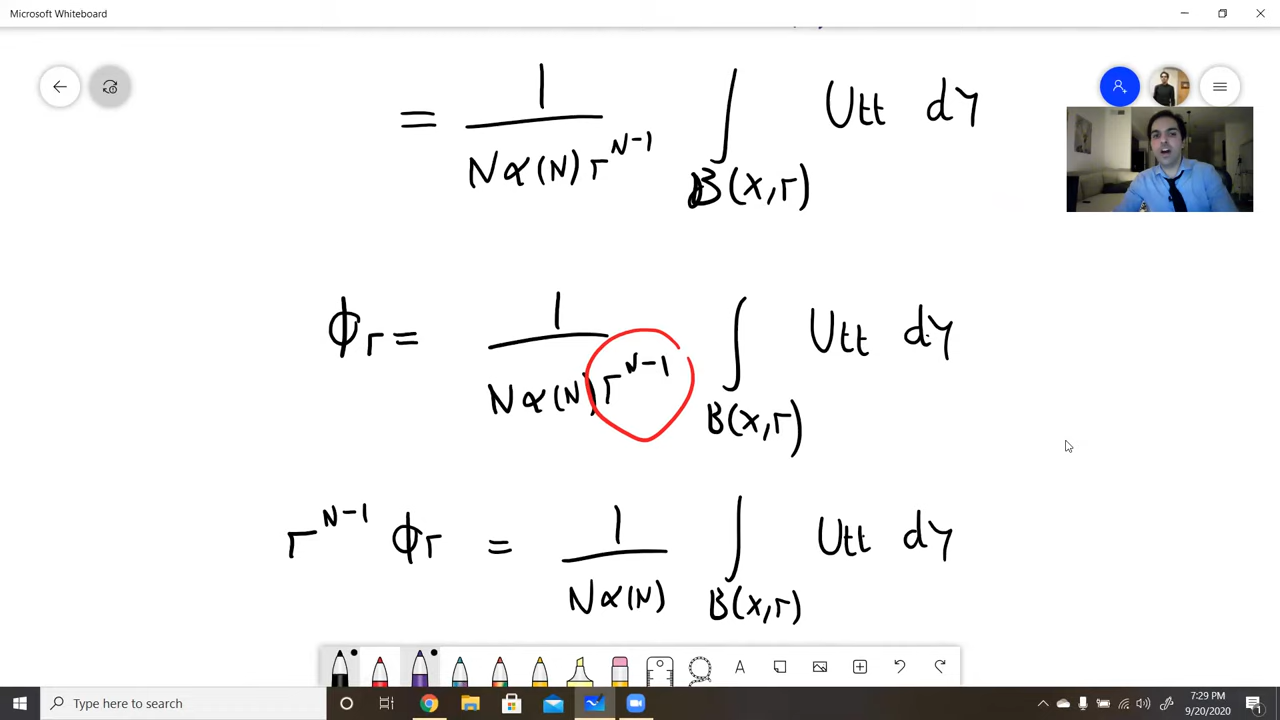 Microsoft Whiteboard
= 1 / Nα(N) r^{N-1} ∫_{B(x,r)} Utt dy
ϕr = 1 / Nα(N) r^{N-1} ∫_{B(x,r)} Utt dy
r^{N-1} ϕr = 1 / Nα(N) ∫_{B(x,r)} Utt dy
A
Type here to search
7:29 PM
9/20/2020
1